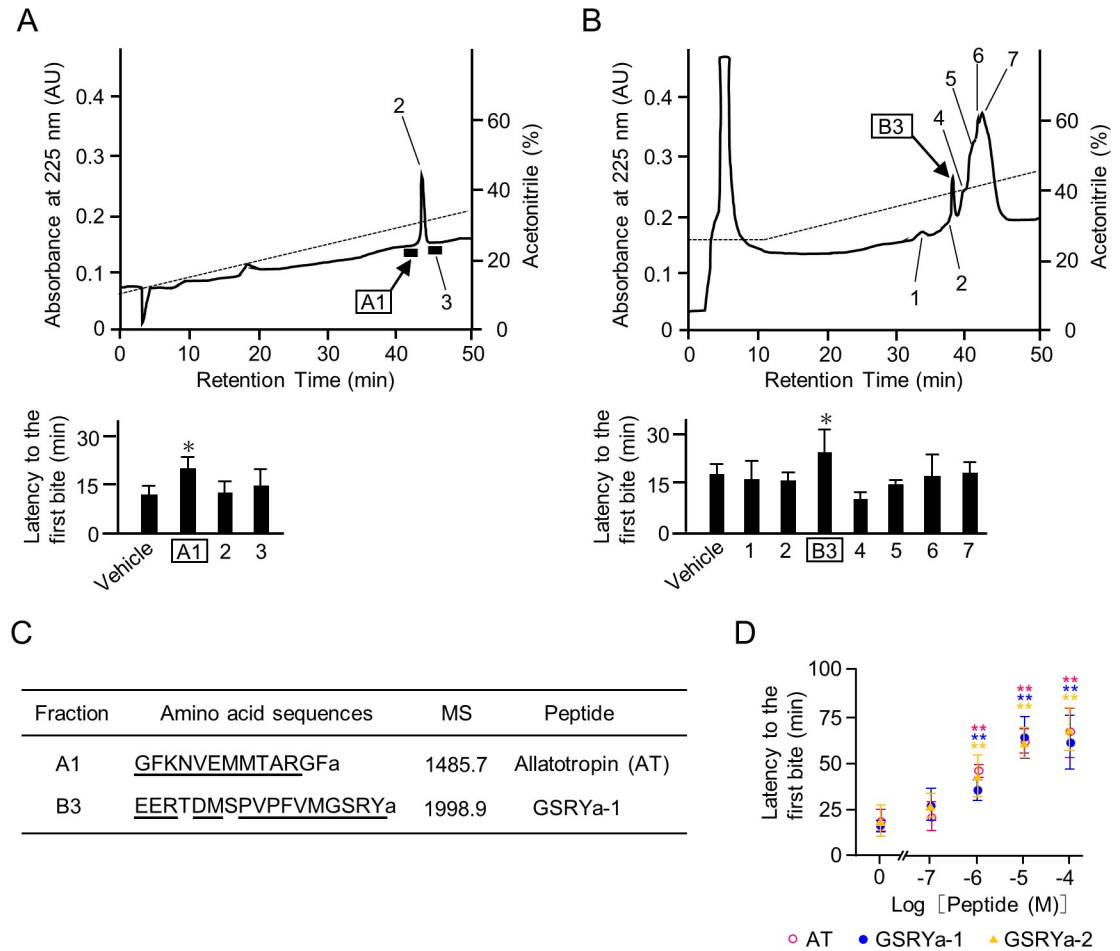 A
B
Absorbance at 225 nm (AU)
0.4
0.3
0.2
0.1
0
2
A1
3
60
40
20
0
Acetonitrile (%)
0 10 20 30 40 50
Retention Time (min)
Absorbance at 225 nm (AU)
0.4
0.3
0.2
0.1
0
B3
1
2
4
5
6
7
60
40
20
0
Acetonitrile (%)
0 10 20 30 40 50
Retention Time (min)
Latency to the
first bite (min)
30
15
0
*
Vehicle A1 2 3
Latency to the
first bite (min)
30
15
0
*
Vehicle 1 2 B3 4 5 6 7
C
Fraction Amino acid sequences MS Peptide
A1 GFKNVEMMTARGFa 1485.7 Allatotropin (AT)
B3 EERTDMSPVPFVMGSRYa 1998.9 GSRYa-1
D
Latency to the
first bite (min)
100
75
50
25
0
**
**
**
**
**
**
**
**
**
0 -7 -6 -5 -4
Log [Peptide (M)]
AT GSRYa-1 GSRYa-2